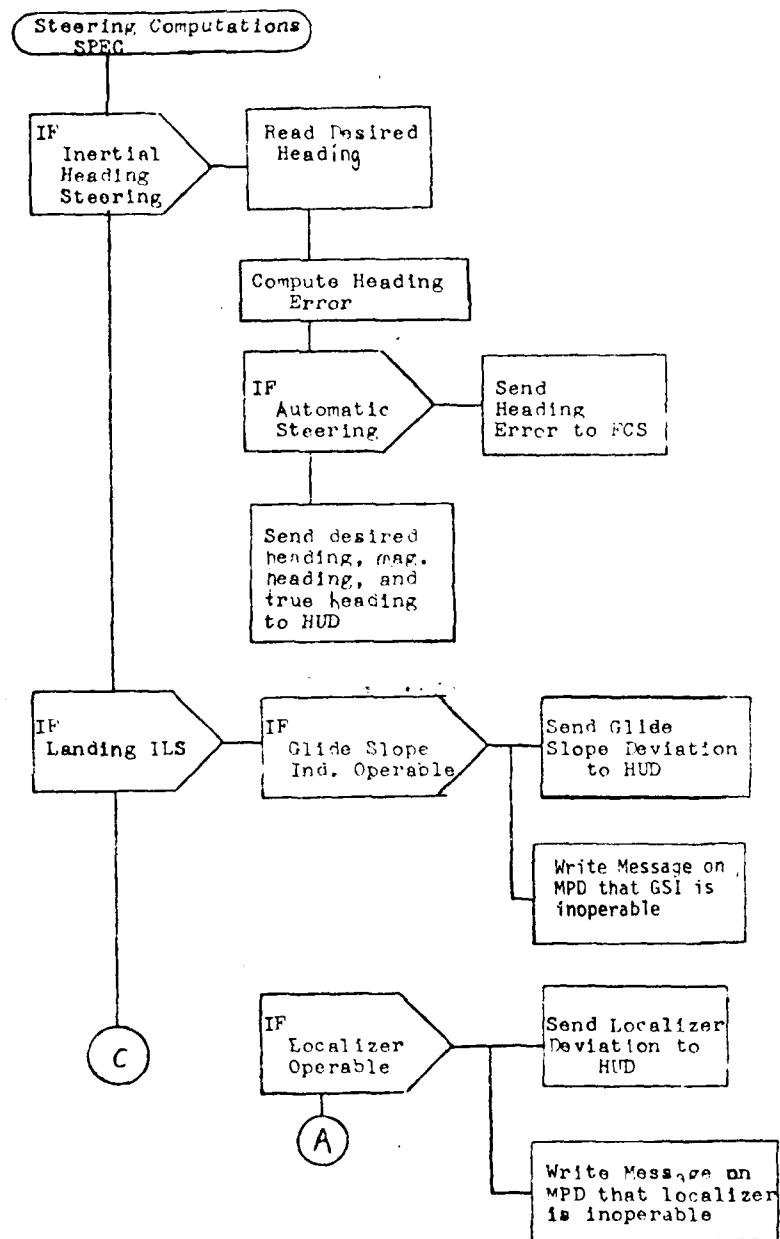 Steering Computations
SPEC
IF
Inertial
Heading
Steering
Read Desired
Heading
Compute Heading
Error
IF
Automatic
Steering
Send
Heading
Error to FCS
Send desired
heading, mag.
heading, and
true heading
to HUD
IF
Landing ILS
IF
Glide Slope
Ind. Operable
Send Glide
Slope Deviation
to HUD
Write Message on
MPD that GSI is
inoperable
C
IF
Localizer
Operable
Send Localizer
Deviation to
HUD
A
Write Message on
MPD that localizer
is inoperable